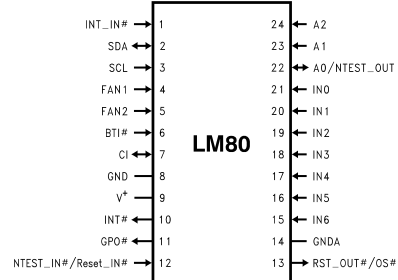 INT_IN# 1 24 A2
SDA 2 23 A1
SCL 3 22 A0/NTEST_OUT
FAN1 4 21 IN0
FAN2 5 20 IN1
BTI# 6 19 IN2
CI 7 18 IN3
GND 8 17 IN4
V+ 9 16 IN5
INT# 10 15 IN6
GPO# 11 14 GNDA
NTEST_IN#/Reset_IN# 12 13 RST_OUT#/OS#
LM80